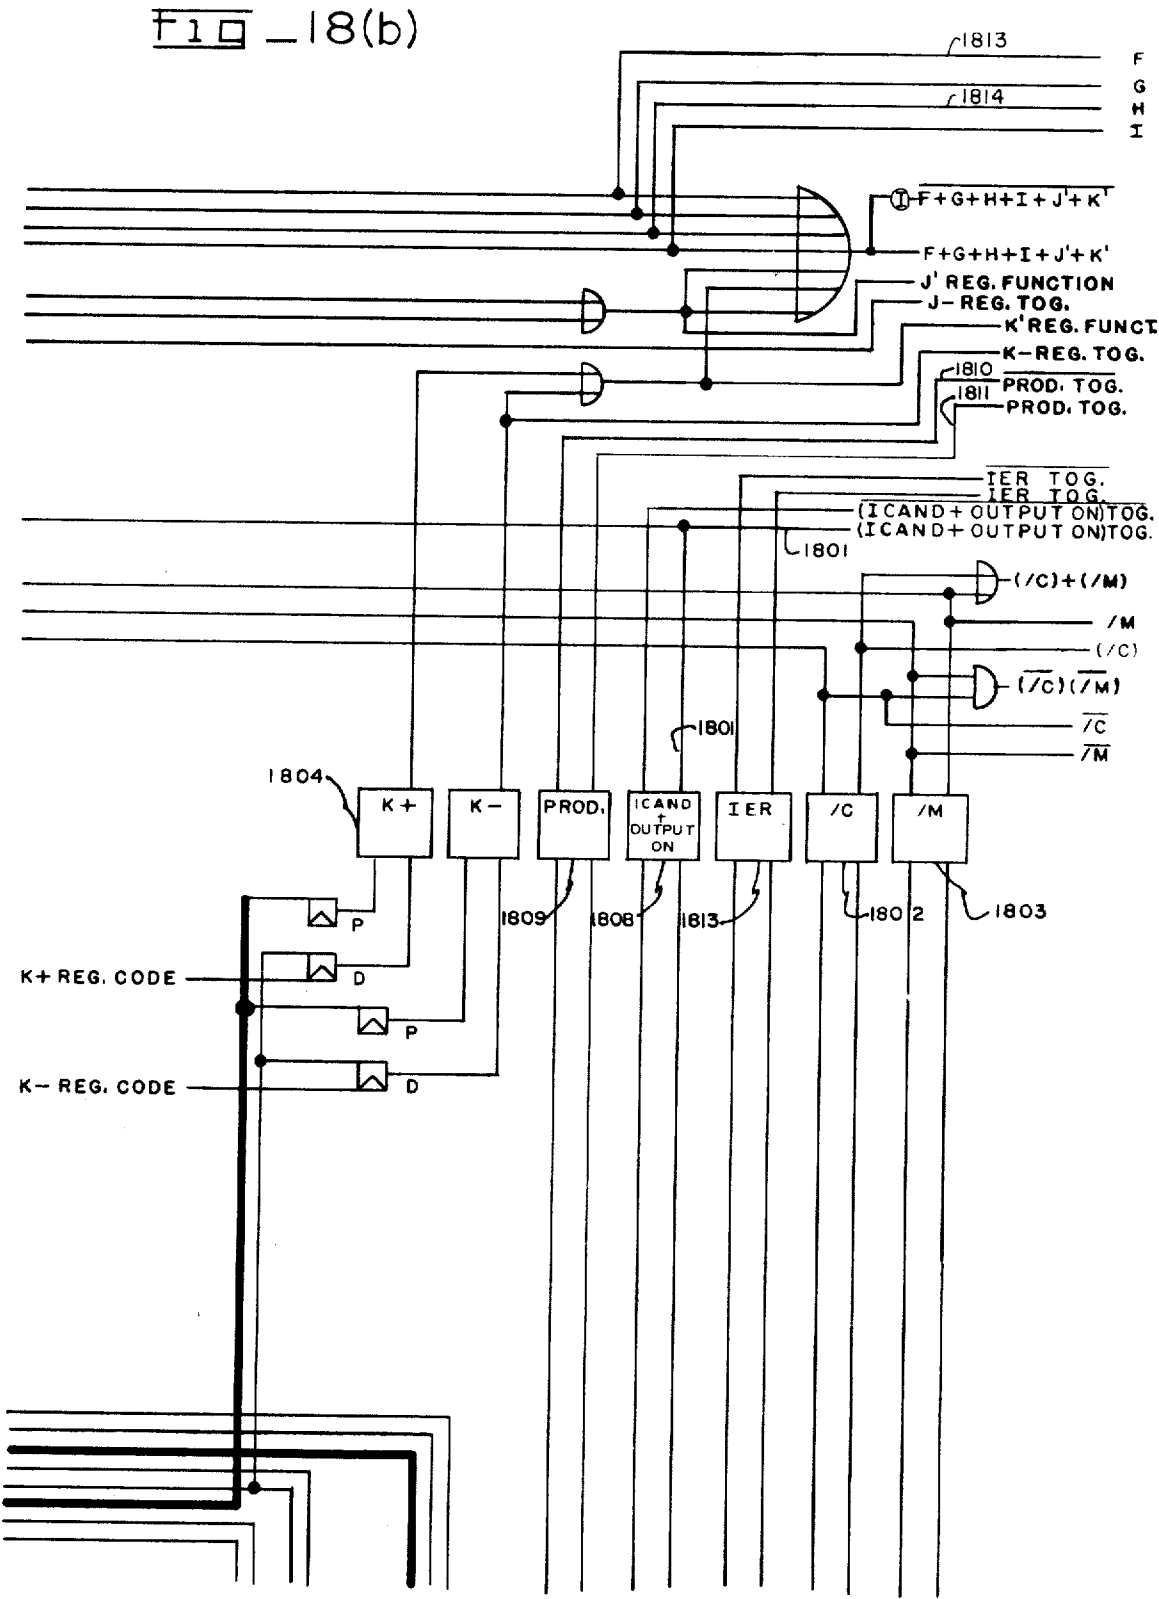 Fig _18(b)
1813
F
G
1814
H
I
I F+G+H+I+J'+K'
F+G+H+I+J'+K'
J' REG. FUNCTION
J-REG. TOG.
K' REG. FUNCT.
K-REG. TOG.
1810
PROD. TOG.
1811
PROD. TOG.
IER TOG.
IER TOG.
(ICAND + OUTPUT ON)TOG.
(ICAND + OUTPUT ON)TOG.
1801
(/C)+(/M)
/M
(/C)
(/C)(/M)
/C
/M
1801
1804
K+
K-
PROD.
ICAND
+
OUTPUT
ON
IER
/C
/M
1809
1808
1813
1802
1803
P
K+ REG. CODE
D
P
K- REG. CODE
D